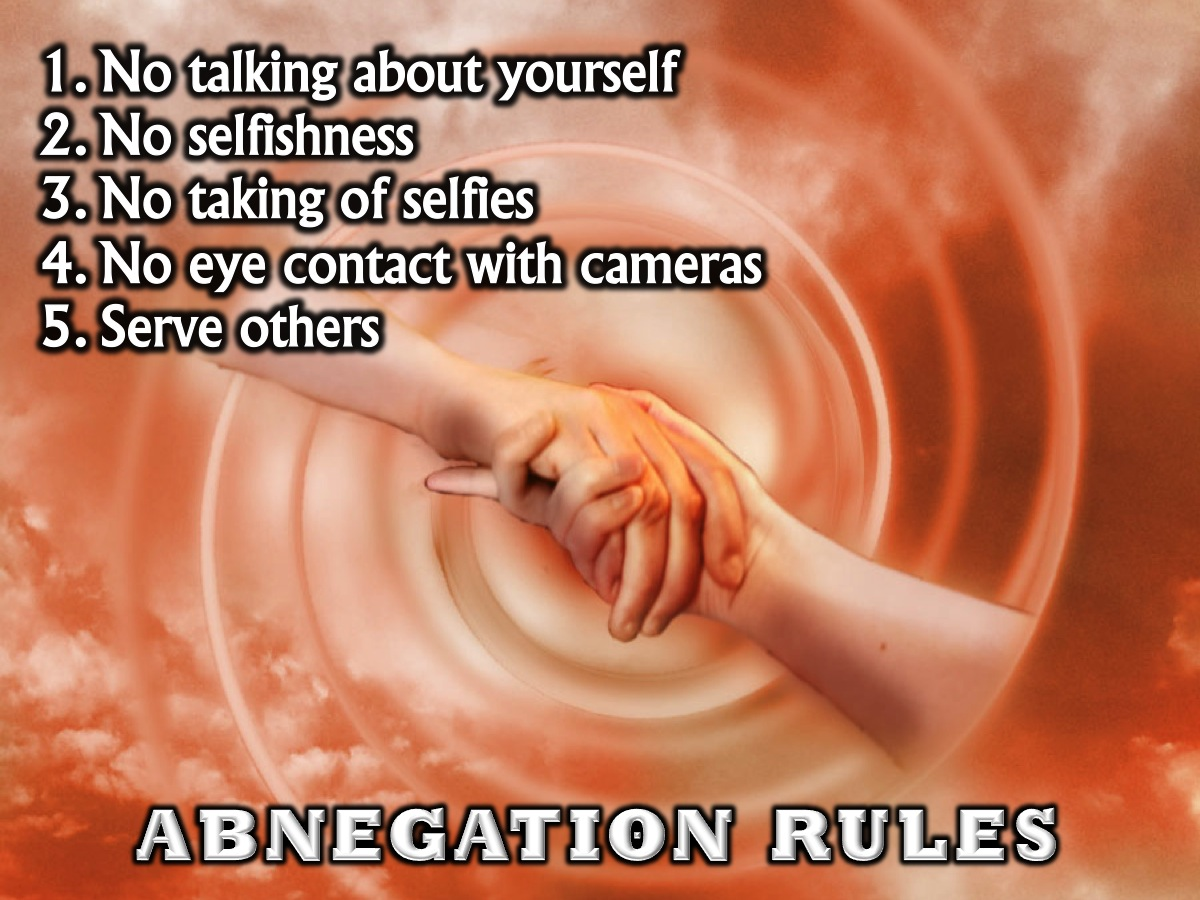 1. No talking about yourself
2. No selfishness
3. No taking of selfies
4. No eye contact with cameras
5. Serve others
ABNEGATION RULES